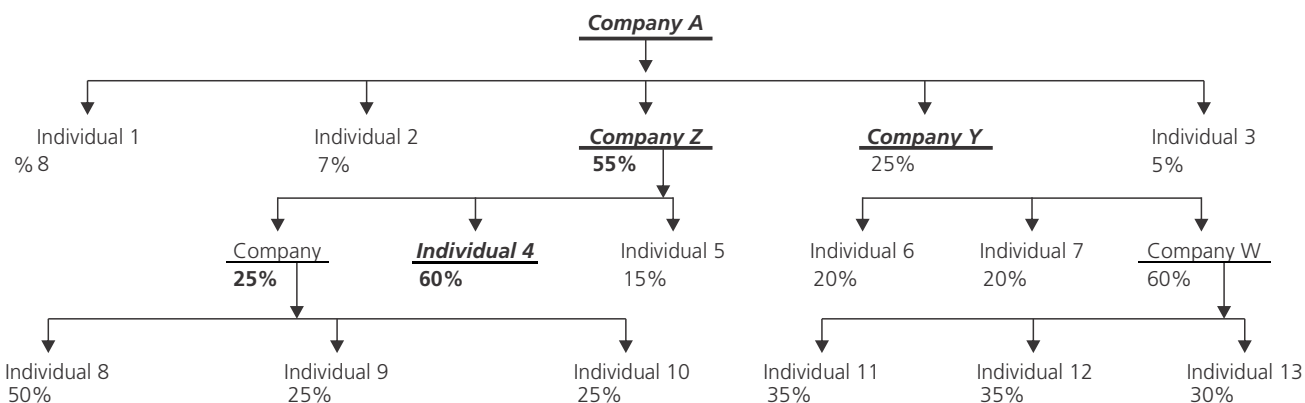 Company A
Individual 1 Individual 2 Company Z Company Y Individual 3
% 8 7% 55% 25% 5%
Company Individual 4 Individual 5 Individual 6 Individual 7 Company W
25% 60% 15% 20% 20% 60%
Individual 8 Individual 9 Individual 10 Individual 11 Individual 12 Individual 13
50% 25% 25% 35% 35% 30%